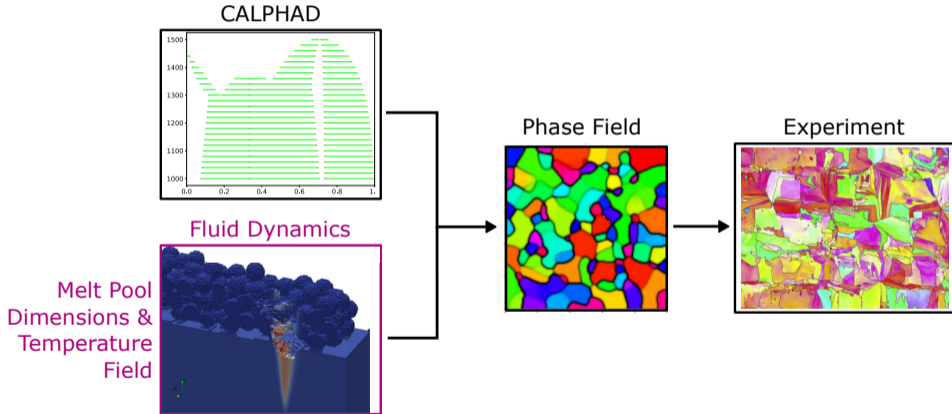 CALPHAD
1500
1400
1300
1200
1100
1000
0.0
0.2
0.4
0.6
0.8
1.
Fluid Dynamics
Melt Pool
Dimensions &
Temperature
Field
Phase Field
Experiment